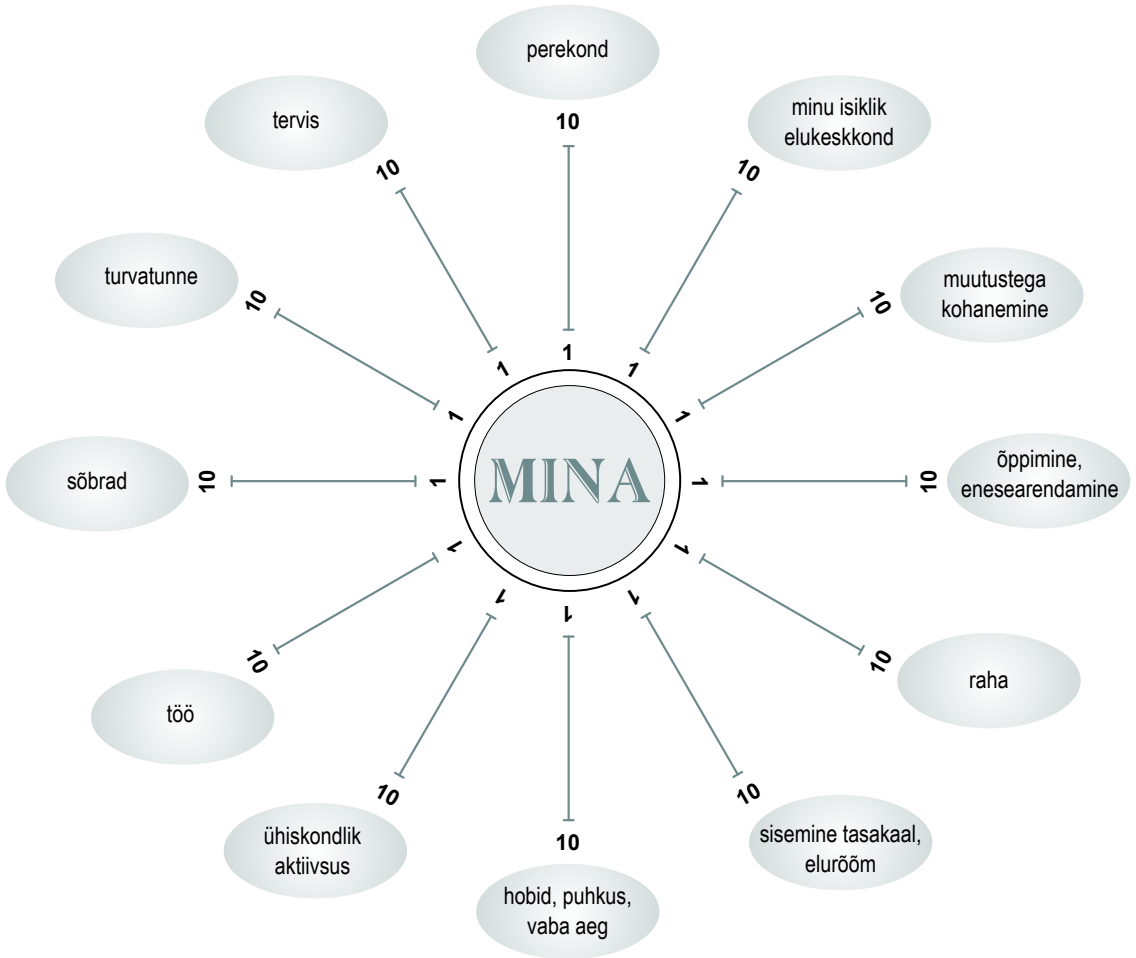 perekond
10
1
minu isiklik
elukeskkond
10
1
muutustega
kohanemine
10
1
õppimine,
enesearendamine
10
1
raha
10
1
sisemine tasakaal,
elurõõm
10
1
hobid, puhkus,
vaba aeg
10
1
ühiskondlik
aktiivsus
10
1
töö
10
1
sõbrad
10
1
turvatunne
10
1
tervis
10
1
MINA